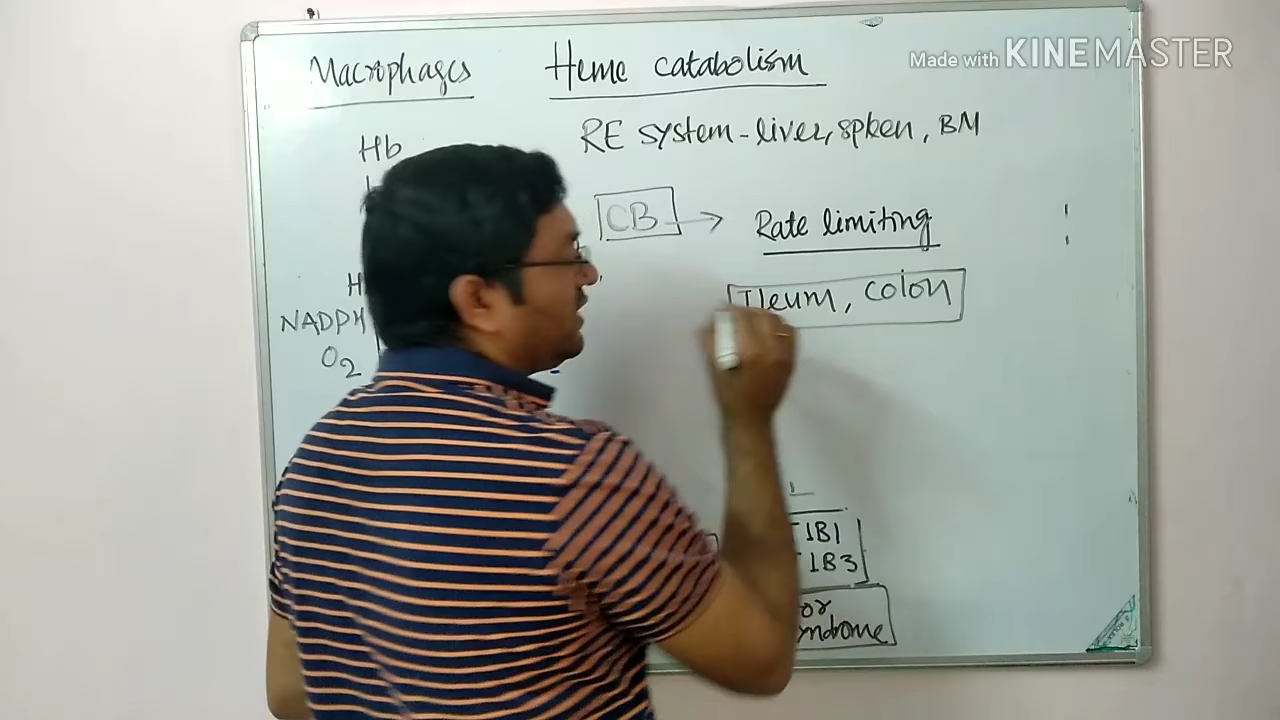 Made with KINEMASTER
Macrophages
Heme catabolism
RE system - liver, spleen, BM
Hb
CB → Rate limiting
H
Ileum, colon
NADPH
O2
1B1
1B3
or
yndrome